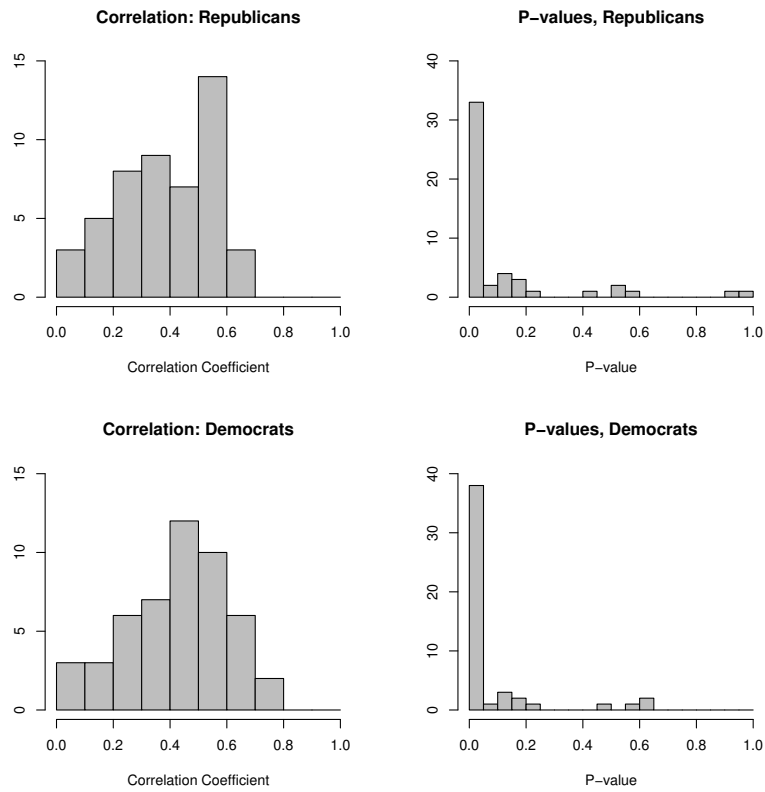 Correlation: Republicans
15
10
5
0
0.0 0.2 0.4 0.6 0.8 1.0
Correlation Coefficient
P−values, Republicans
40
30
20
10
0
0.0 0.2 0.4 0.6 0.8 1.0
P−value
Correlation: Democrats
15
10
5
0
0.0 0.2 0.4 0.6 0.8 1.0
Correlation Coefficient
P−values, Democrats
40
30
20
10
0
0.0 0.2 0.4 0.6 0.8 1.0
P−value